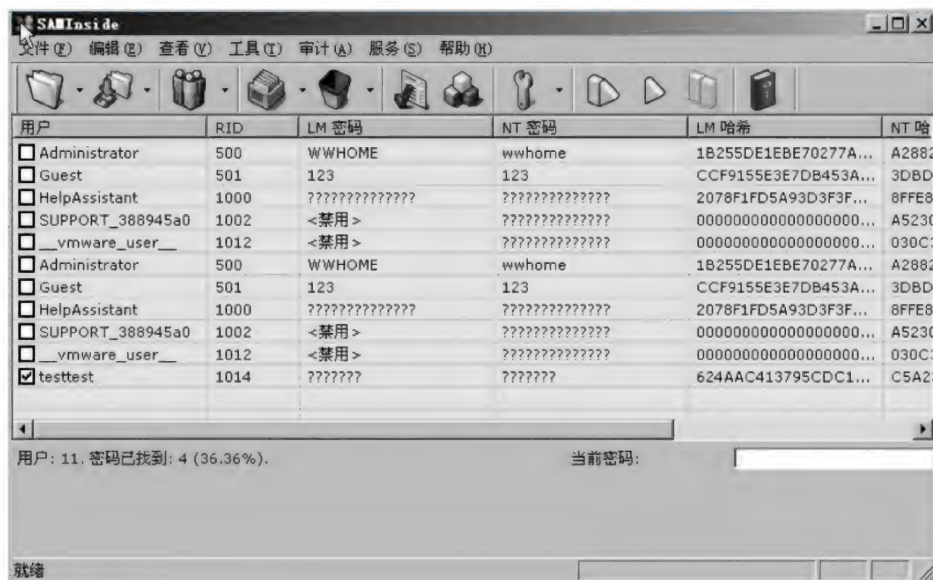 SAMInside
文件(F) 编辑(E) 查看(V) 工具(T) 审计(A) 服务(S) 帮助(H)
用户 RID LM 密码 NT 密码 LM 哈希 NT 哈
Administrator 500 WWHOME wwhome 1B255DE1EBE70277A... A2882
Guest 501 123 123 CCF9155E3E7DB453A... 3DBD
HelpAssistant 1000 ?????????????? ?????????????? 2078F1FD5A93D3F3F... 8FFE8
SUPPORT_388945a0 1002 <禁用> ?????????????? 000000000000000000... A5230
__vmware_user__ 1012 <禁用> ?????????????? 000000000000000000... 030C
Administrator 500 WWHOME wwhome 1B255DE1EBE70277A... A2882
Guest 501 123 123 CCF9155E3E7DB453A... 3DBD
HelpAssistant 1000 ?????????????? ?????????????? 2078F1FD5A93D3F3F... 8FFE8
SUPPORT_388945a0 1002 <禁用> ?????????????? 000000000000000000... A5230
__vmware_user__ 1012 <禁用> ?????????????? 000000000000000000... 030C
testtest 1014 ??????? ??????? 624AAC413795CDC1... C5A2
用户: 11. 密码已找到: 4 (36.36%). 当前密码:
就绪